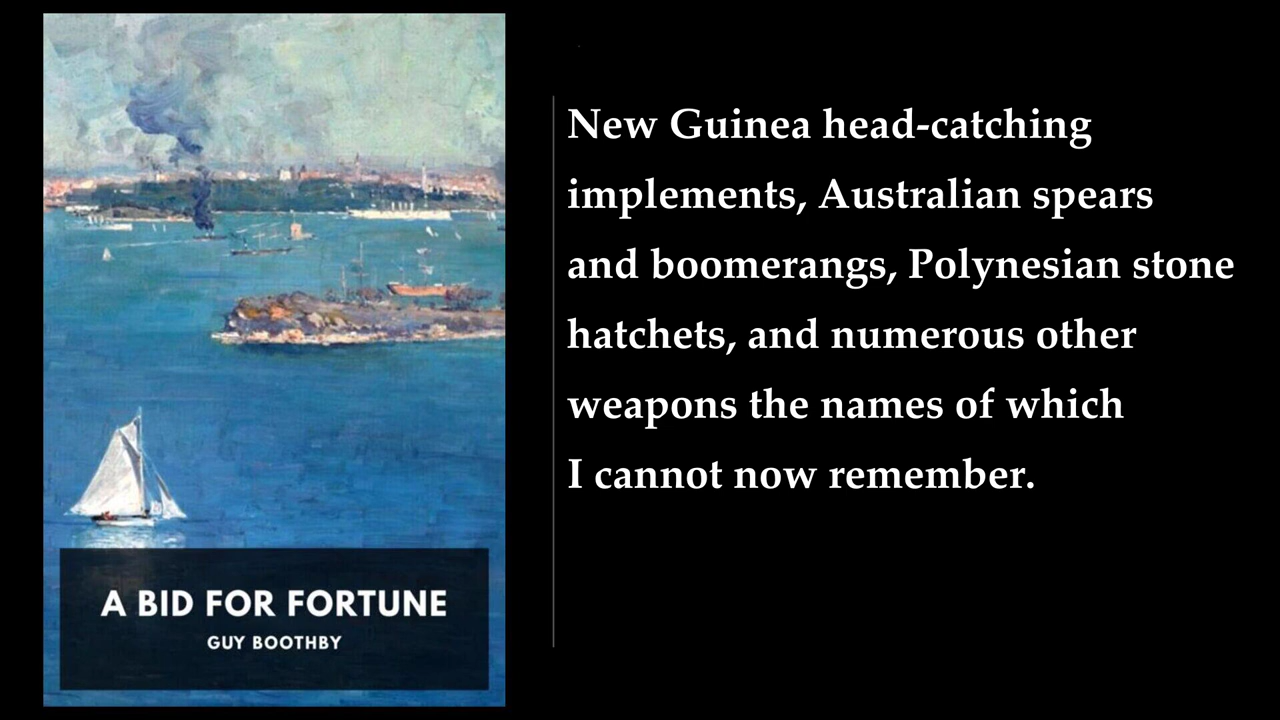 New Guinea head-catching
implements, Australian spears
and boomerangs, Polynesian stone
hatchets, and numerous other
weapons the names of which
I cannot now remember.
A BID FOR FORTUNE
GUY BOOTHBY